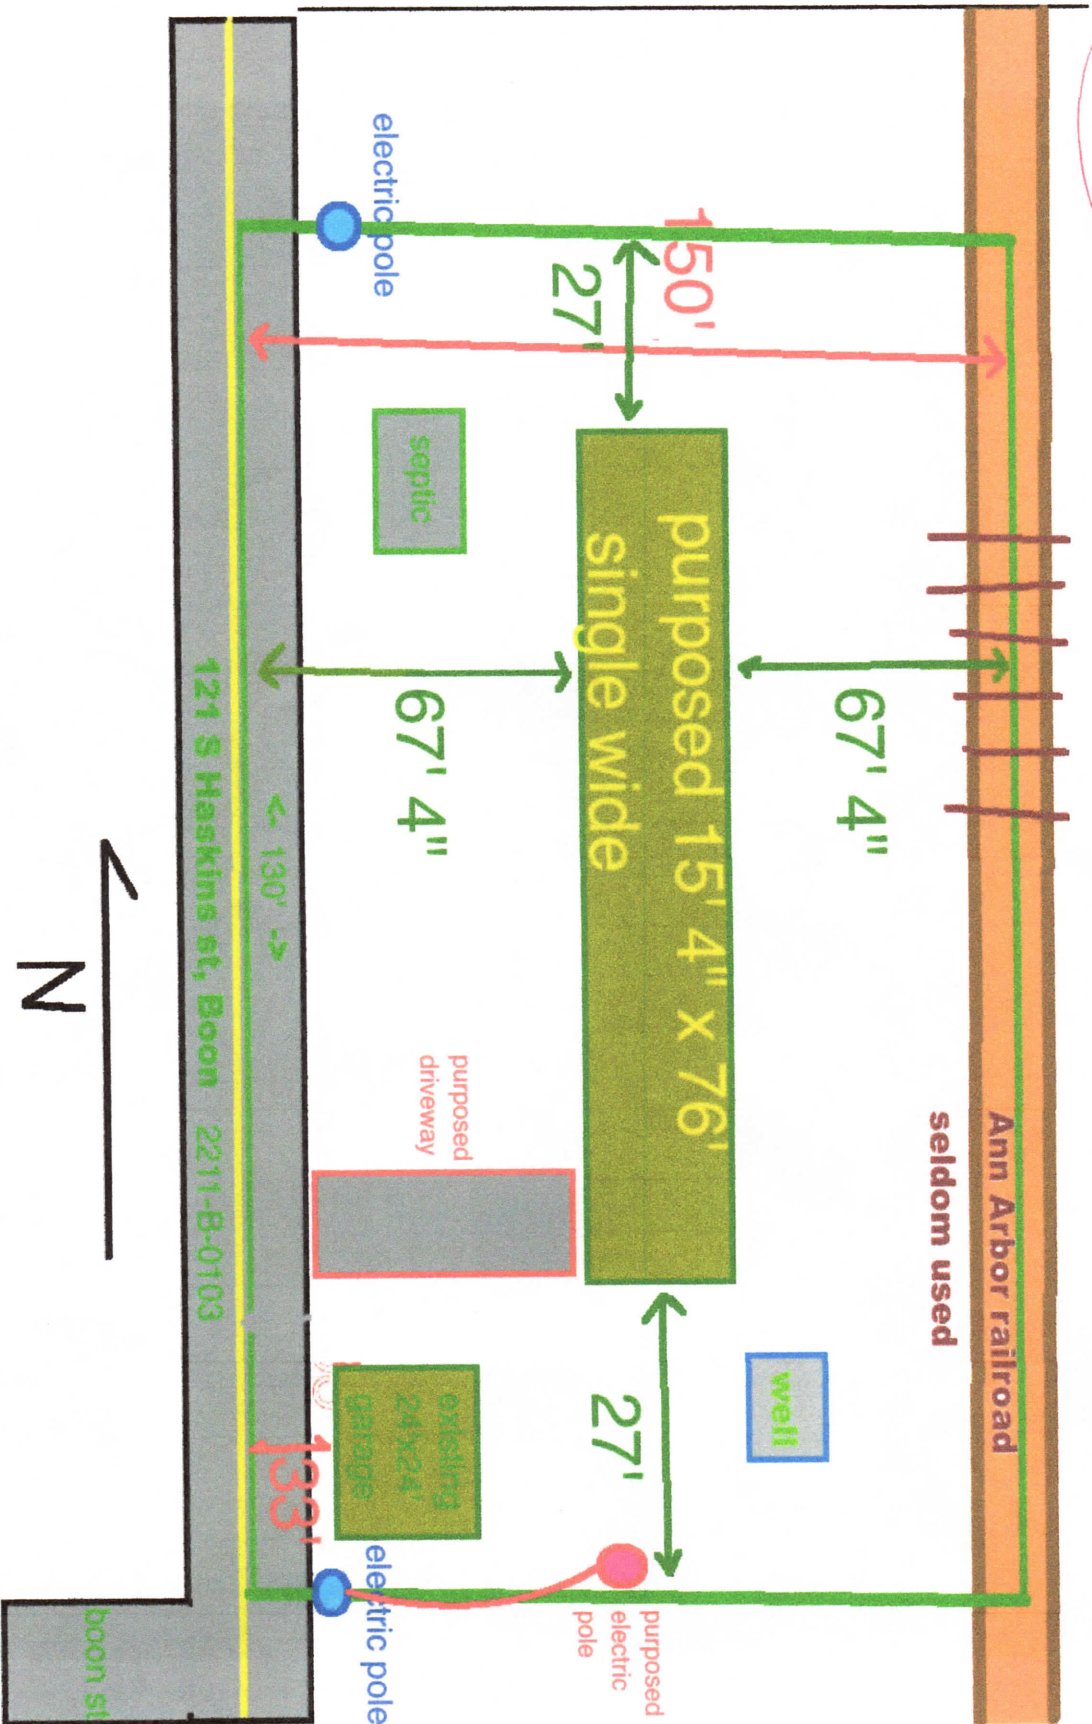 Ann Arbor railroad
seldom used
67' 4"
well
150'
purposed 15' 4" x 76'
single wide
27'
27'
purposed
electric
pole
purposed
driveway
septic
67' 4"
existing
24'x24'
garage
electric pole
electric pole
33'
<- 130' ->
121 S Haskins st, Boon 2211-B-0103
boon st
N